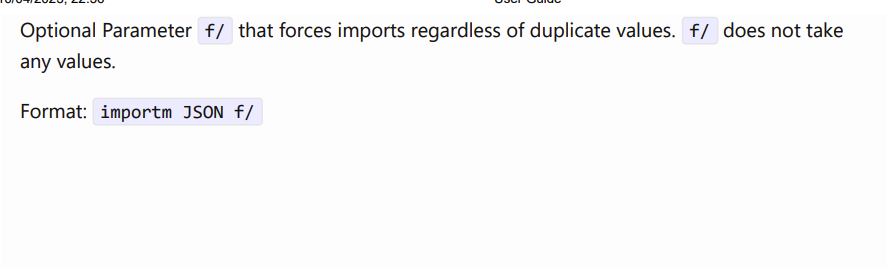 User Guide
Optional Parameter f/ that forces imports regardless of duplicate values. f/ does not take
any values.
Format: importm JSON f/